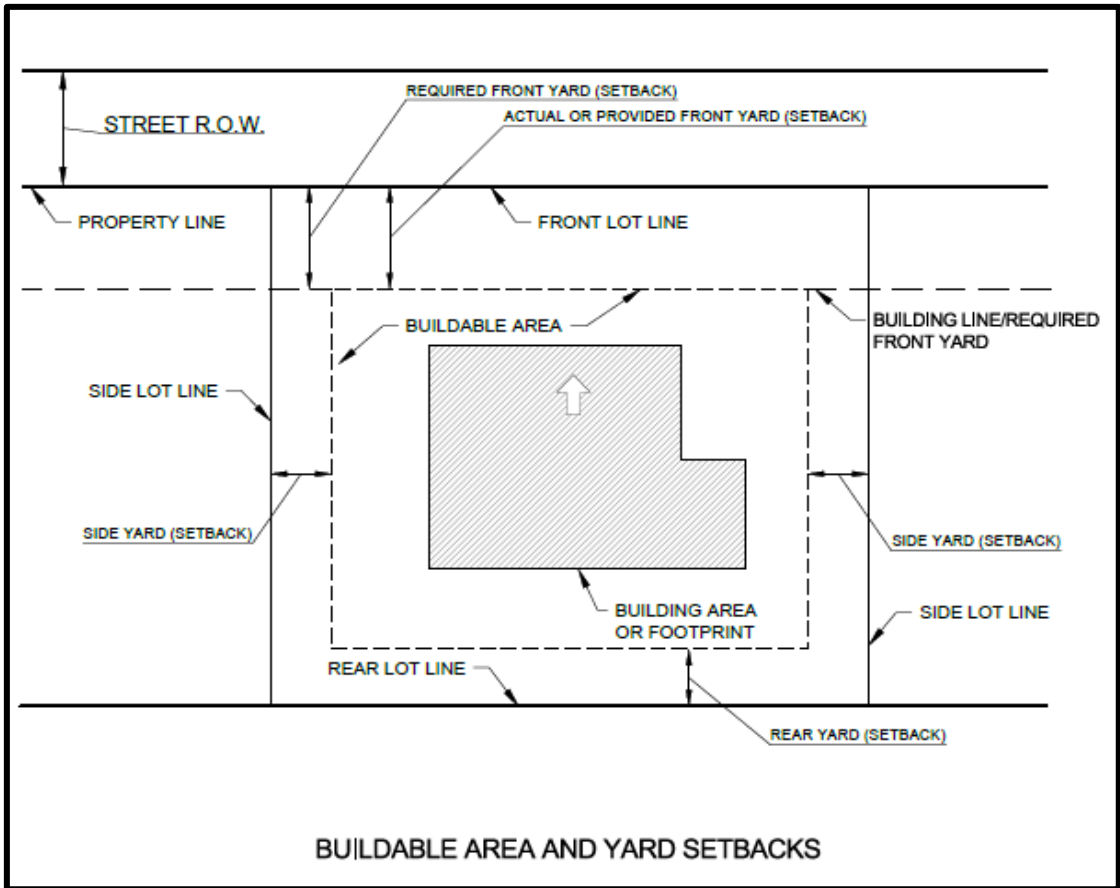 REQUIRED FRONT YARD (SETBACK)
ACTUAL OR PROVIDED FRONT YARD (SETBACK)
STREET R.O.W.
PROPERTY LINE
FRONT LOT LINE
BUILDABLE AREA
BUILDING LINE/REQUIRED
FRONT YARD
SIDE LOT LINE
SIDE YARD (SETBACK)
SIDE YARD (SETBACK)
BUILDING AREA
OR FOOTPRINT
SIDE LOT LINE
REAR LOT LINE
REAR YARD (SETBACK)
BUILDABLE AREA AND YARD SETBACKS